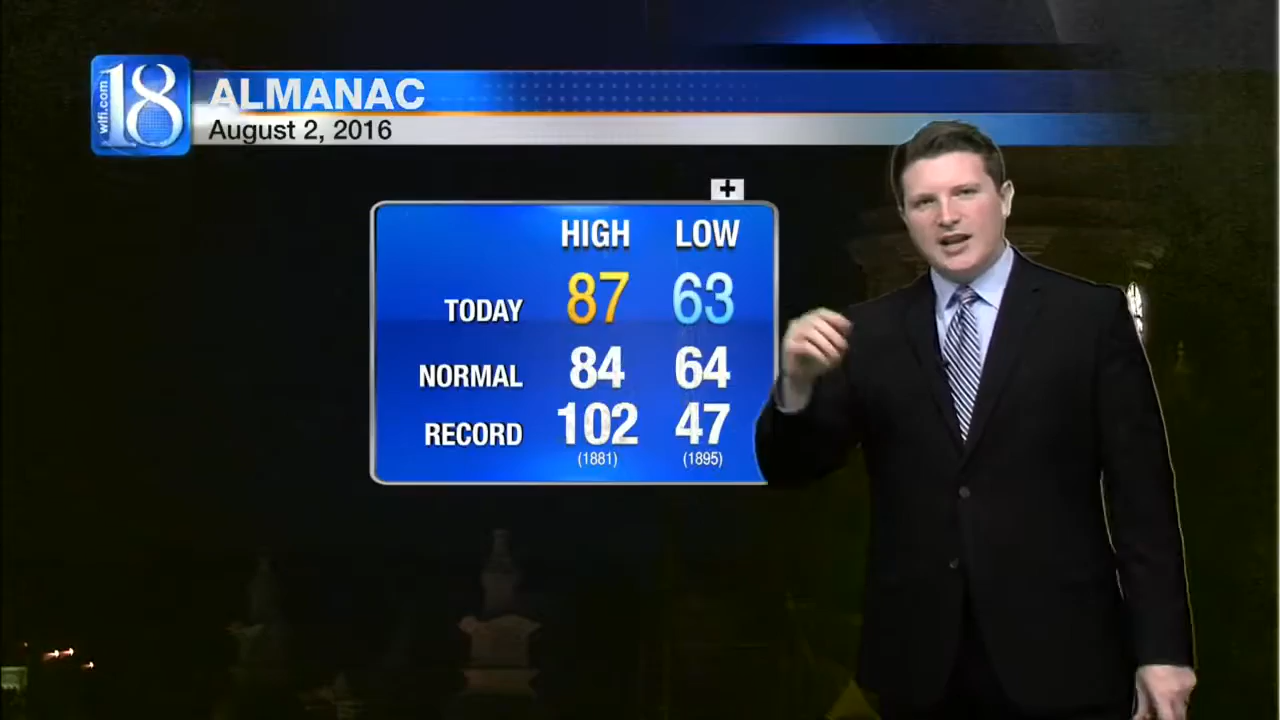 wlfi.com
18
ALMANAC
August 2, 2016
+
HIGH LOW
TODAY 87 63
NORMAL 84 64
RECORD 102 47
(1881) (1895)